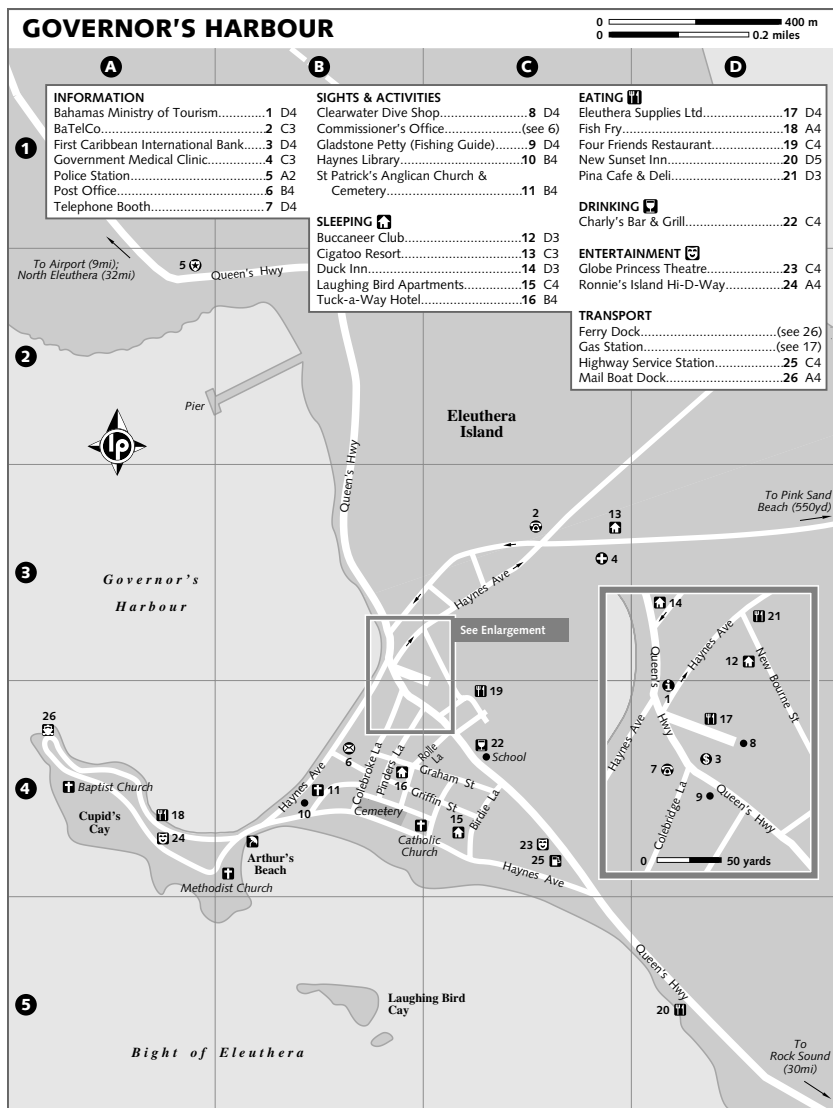 GOVERNOR'S HARBOUR
0 400 m
0 0.2 miles
A B C D
1
2
3
4
5
INFORMATION
Bahamas Ministry of Tourism....................1 D4
BaTelCo....................2 C3
First Caribbean International Bank....................3 D4
Government Medical Clinic....................4 C3
Police Station....................5 A2
Post Office....................6 B4
Telephone Booth....................7 D4
SIGHTS & ACTIVITIES
Clearwater Dive Shop....................8 D4
Commissioner's Office....................(see 6)
Gladstone Petty (Fishing Guide)....................9 D4
Haynes Library....................10 B4
St Patrick's Anglican Church &
Cemetery....................11 B4
SLEEPING
Buccaneer Club....................12 D3
Cigatoo Resort....................13 C3
Duck Inn....................14 D3
Laughing Bird Apartments....................15 C4
Tuck-a-Way Hotel....................16 B4
EATING
Eleuthera Supplies Ltd....................17 D4
Fish Fry....................18 A4
Four Friends Restaurant....................19 C4
New Sunset Inn....................20 D5
Pina Cafe & Deli....................21 D3
DRINKING
Charly's Bar & Grill....................22 C4
ENTERTAINMENT
Globe Princess Theatre....................23 C4
Ronnie's Island Hi-D-Way....................24 A4
TRANSPORT
Ferry Dock....................(see 26)
Gas Station....................(see 17)
Highway Service Station....................25 C4
Mail Boat Dock....................26 A4
To Airport (9mi);
North Eleuthera (32mi)
5
Queen's Hwy
Pier
lp
Eleuthera
Island
Queen's Hwy
2
13
4
To Pink Sand
Beach (550yd)
Governor's
Harbour
Haynes Ave
See Enlargement
14
21
Haynes Ave
12
Queen's
Hwy
New Bourne St
1
17
8
Haynes Ave
3
7
9
Queen's Hwy
Colebridge La
0 50 yards
26
19
22
School
6
Colebroke La
Pinders La
Rolle
La
Graham St
16
Griffin St
Birdie La
Haynes Ave
11
10
Cemetery
Baptist Church
Cupid's
Cay
18
24
Arthur's
Beach
Methodist Church
Catholic
Church
15
23
25
Haynes Ave
Queen's Hwy
20
Laughing Bird
Cay
Bight of Eleuthera
To
Rock Sound
(30mi)